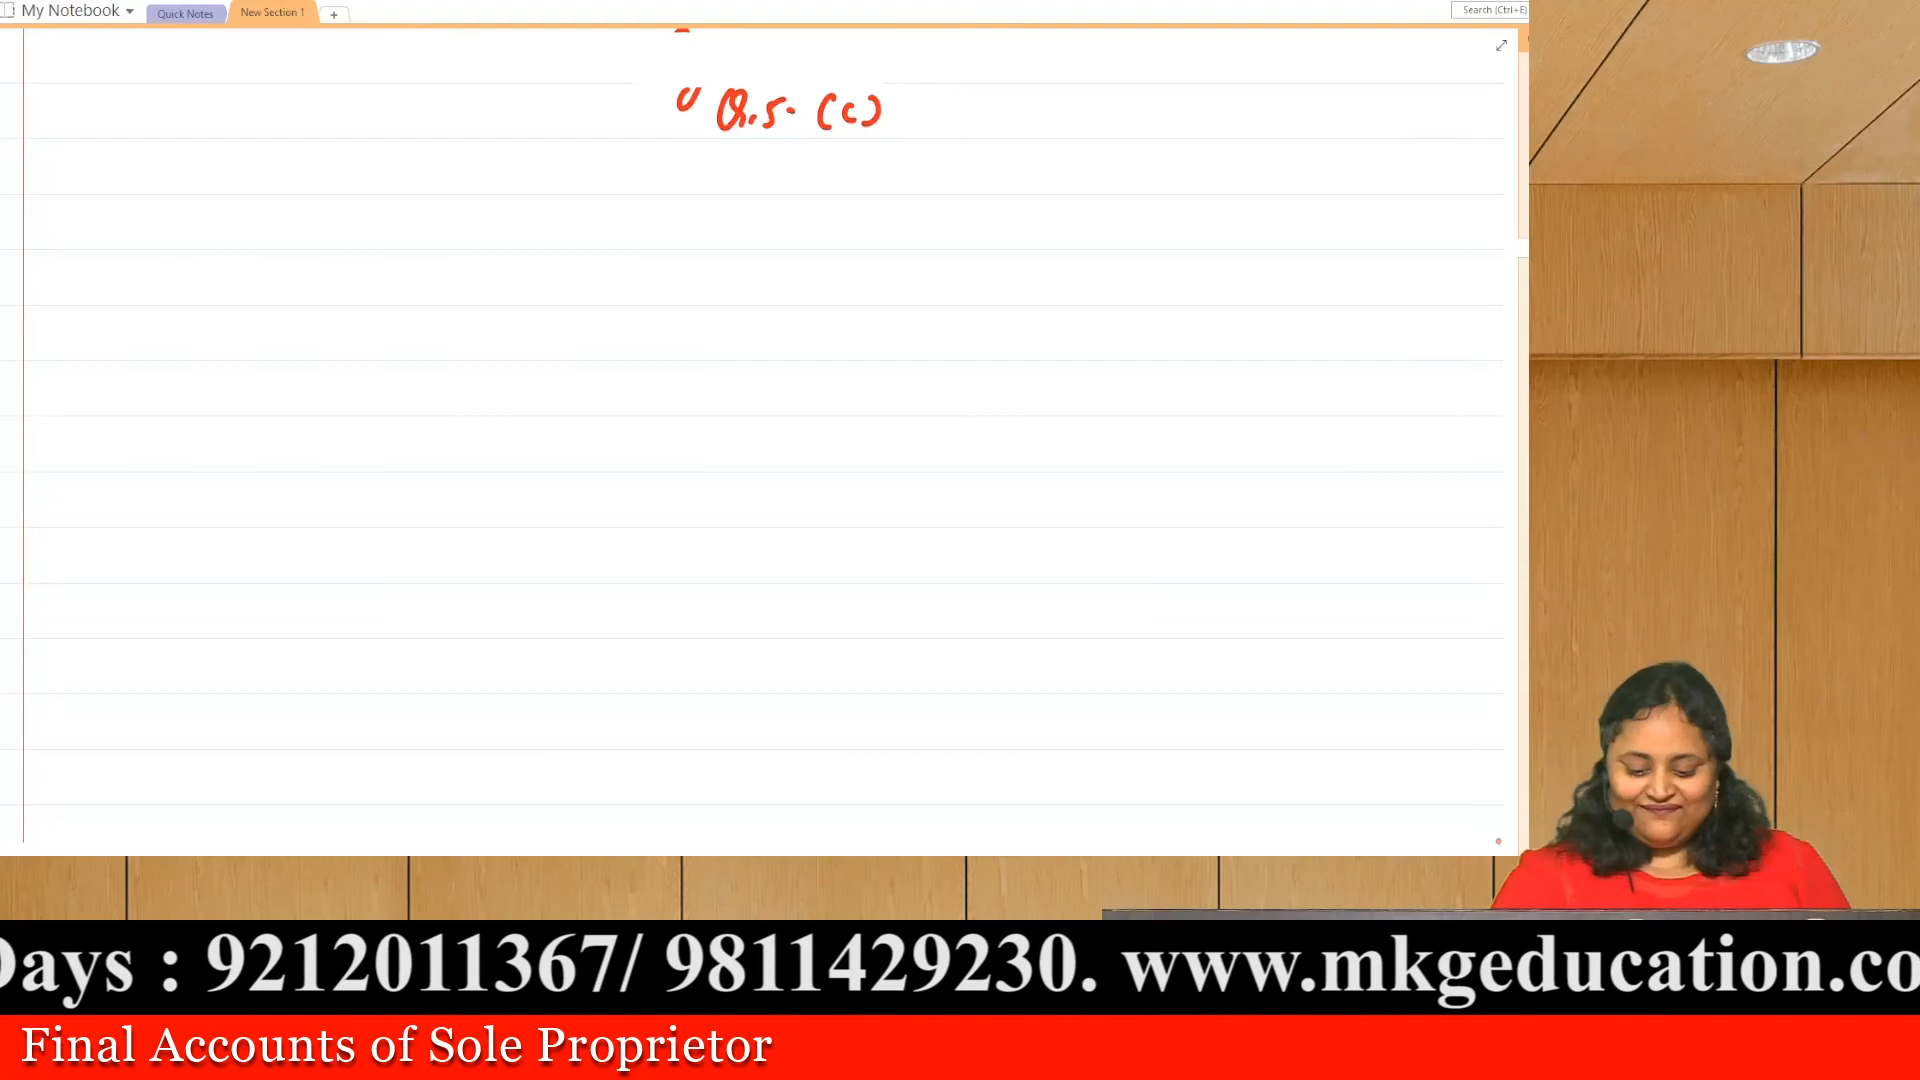 My Notebook
Quick Notes
New Section 1
+
Search (Ctrl+E)
Q.5. (c)
Days : 9212011367/ 9811429230. www.mkgeducation.co
Final Accounts of Sole Proprietor